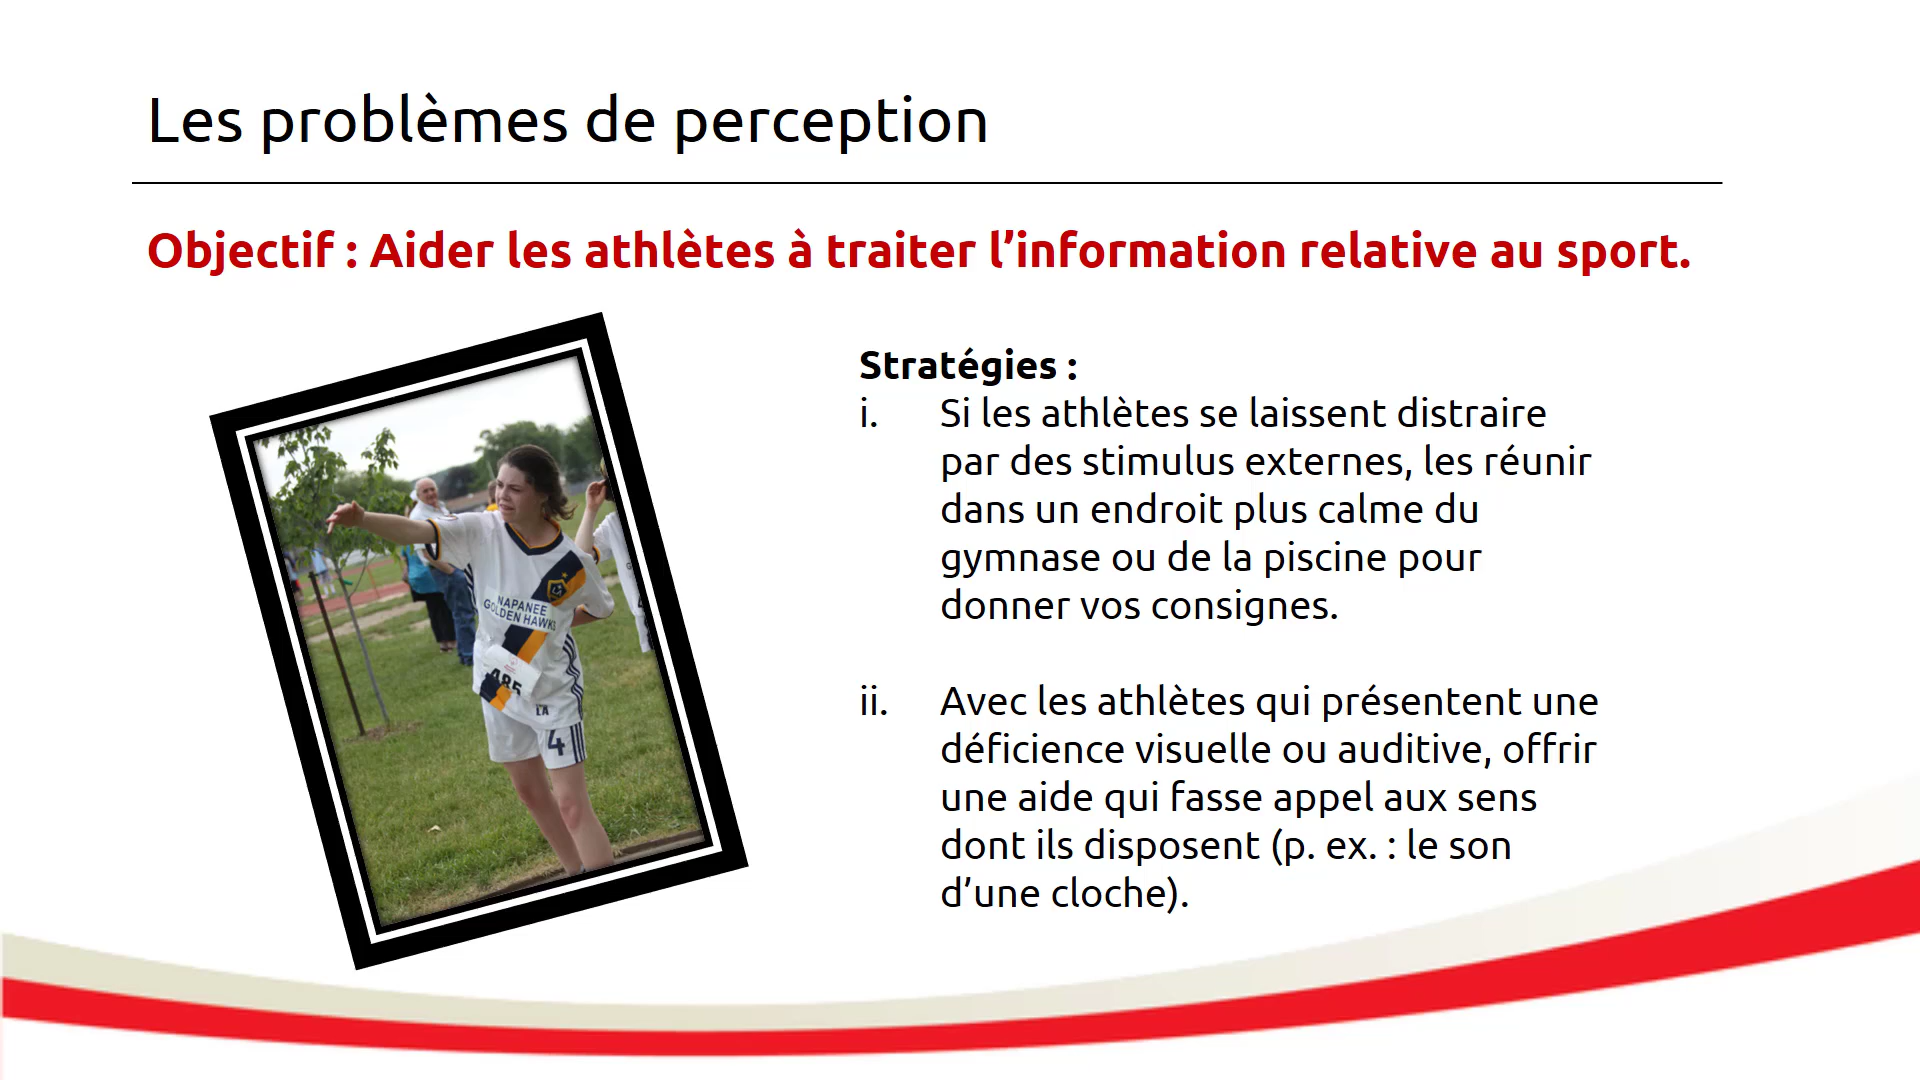 Les problèmes de perception
Objectif : Aider les athlètes à traiter l’information relative au sport.
Stratégies :
i. Si les athlètes se laissent distraire
par des stimulus externes, les réunir
dans un endroit plus calme du
gymnase ou de la piscine pour
donner vos consignes.
ii. Avec les athlètes qui présentent une
déficience visuelle ou auditive, offrir
une aide qui fasse appel aux sens
dont ils disposent (p. ex. : le son
d’une cloche).
NAPANEE
GOLDEN HAWKS
485
LA
4